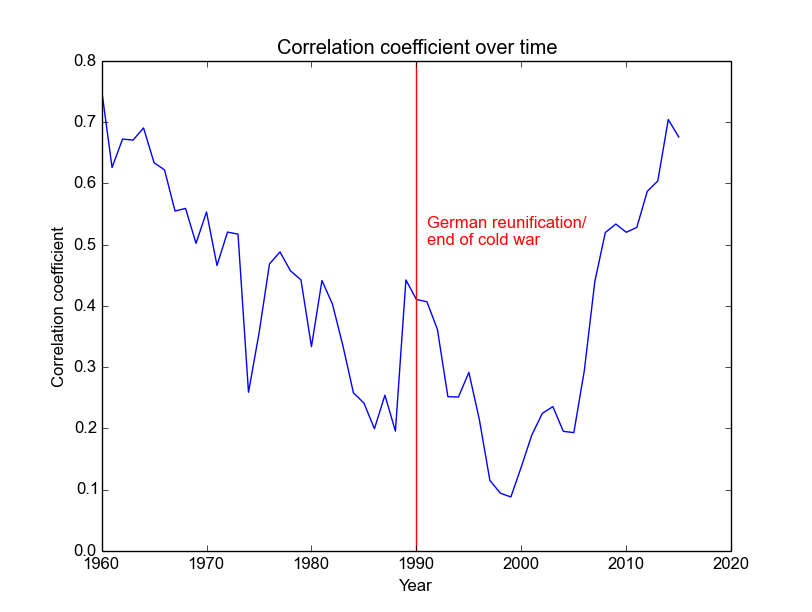 Correlation coefficient over time
0.8
0.7
0.6
0.5
0.4
0.3
0.2
0.1
0.0
Correlation coefficient
German reunification/
end of cold war
1960 1970 1980 1990 2000 2010 2020
Year